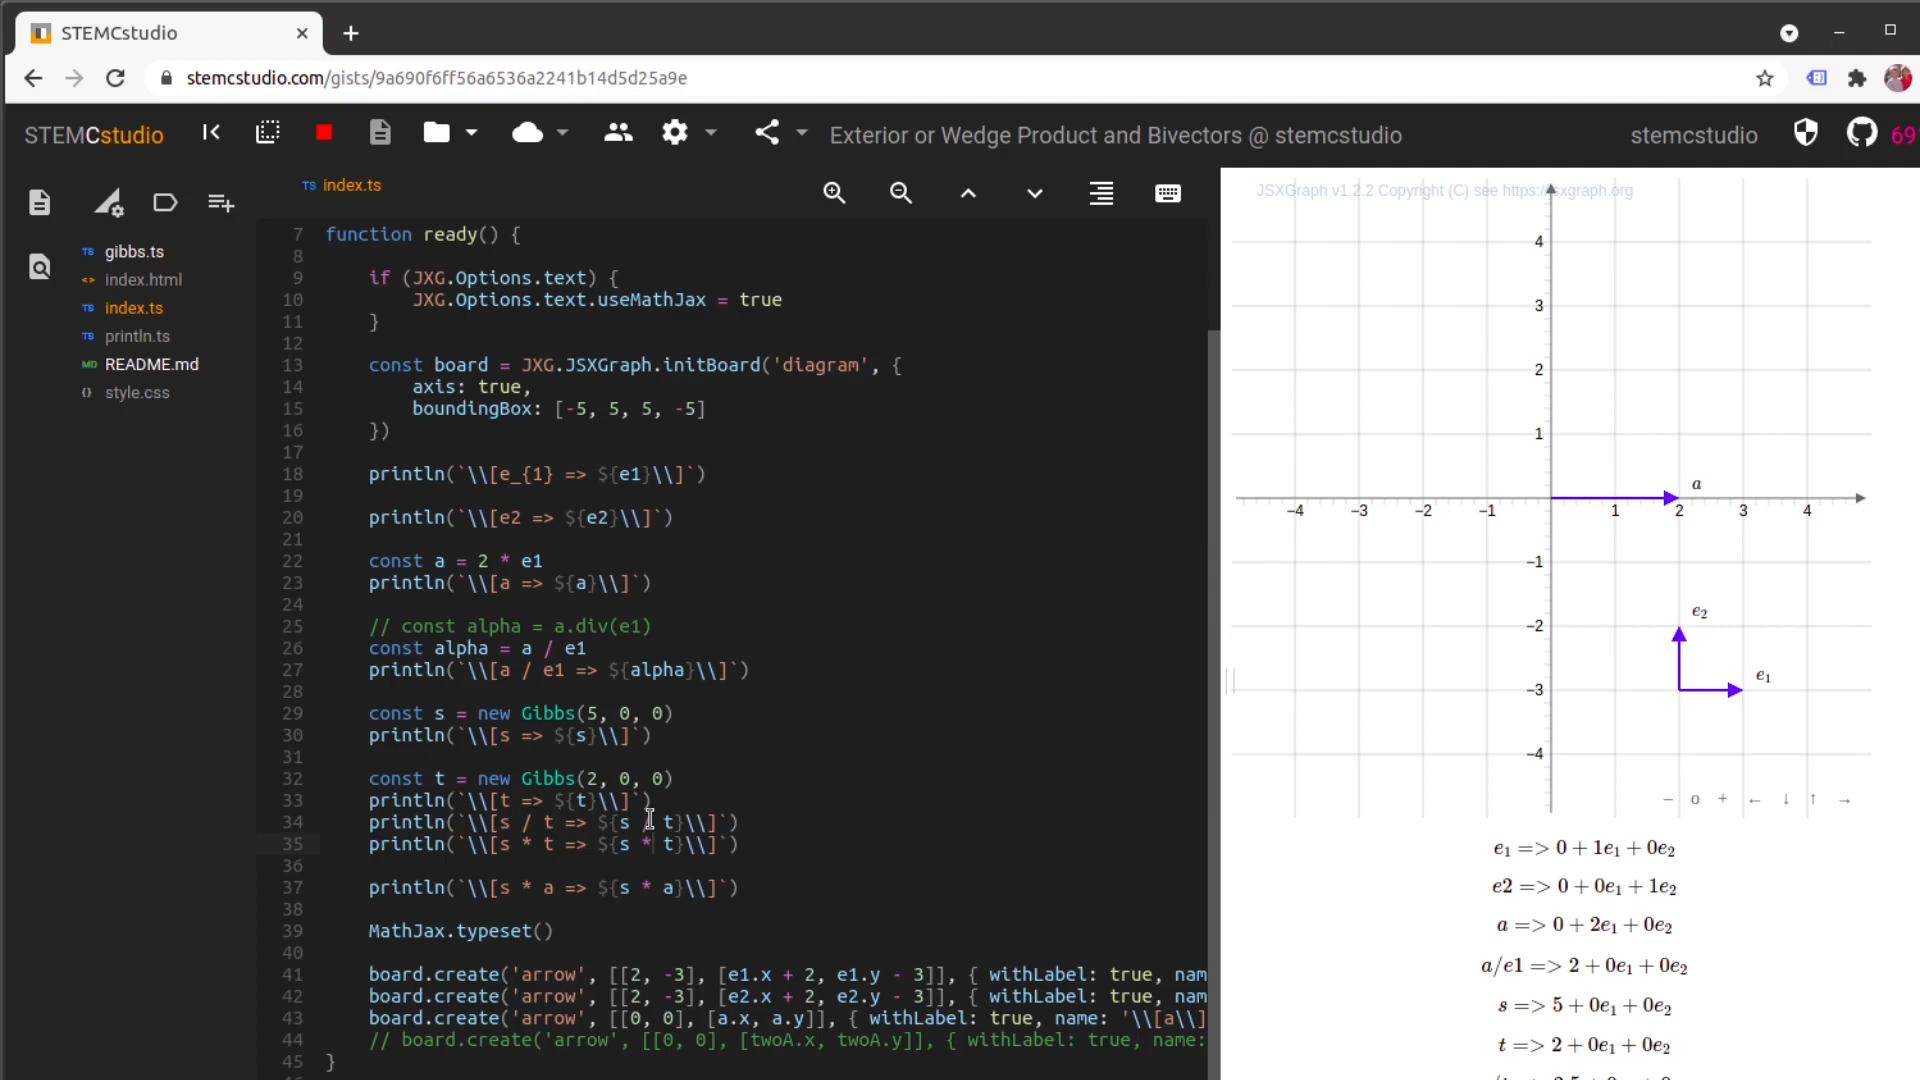 STEMCstudio
stemcstudio.com/gists/9a690f6ff56a6536a2241b14d5d25a9e
STEMCstudio
Exterior or Wedge Product and Bivectors @ stemcstudio
stemcstudio
69
TS index.ts
TS gibbs.ts
<> index.html
TS index.ts
TS println.ts
MD README.md
{} style.css
7 function ready() {
8
9 if (JXG.Options.text) {
10 JXG.Options.text.useMathJax = true
11 }
12
13 const board = JXG.JSXGraph.initBoard('diagram', {
14 axis: true,
15 boundingBox: [-5, 5, 5, -5]
16 })
17
18 println(`\\[e_{1} => ${e1}\\]`)
19
20 println(`\\[e2 => ${e2}\\]`)
21
22 const a = 2 * e1
23 println(`\\[a => ${a}\\]`)
24
25 // const alpha = a.div(e1)
26 const alpha = a / e1
27 println(`\\[a / e1 => ${alpha}\\]`)
28
29 const s = new Gibbs(5, 0, 0)
30 println(`\\[s => ${s}\\]`)
31
32 const t = new Gibbs(2, 0, 0)
33 println(`\\[t => ${t}\\]`)
34 println(`\\[s / t => ${s / t}\\]`)
35 println(`\\[s * t => ${s * t}\\]`)
36
37 println(`\\[s * a => ${s * a}\\]`)
38
39 MathJax.typeset()
40
41 board.create('arrow', [[2, -3], [e1.x + 2, e1.y - 3]], { withLabel: true, nam
42 board.create('arrow', [[2, -3], [e2.x + 2, e2.y - 3]], { withLabel: true, nam
43 board.create('arrow', [[0, 0], [a.x, a.y]], { withLabel: true, name: '\\[a\\]
44 // board.create('arrow', [[0, 0], [twoA.x, twoA.y]], { withLabel: true, name:
45 }
JSXGraph v1.2.2 Copyright (C) see https://jsxgraph.org
4
3
2
1
a
−4 −3 −2 −1 1 2 3 4
−1
e₂
−2
e₁
−3
−4
− o + ← ↓ ↑ →
e₁ => 0 + 1e₁ + 0e₂
e2 => 0 + 0e₁ + 1e₂
a => 0 + 2e₁ + 0e₂
a/e1 => 2 + 0e₁ + 0e₂
s => 5 + 0e₁ + 0e₂
t => 2 + 0e₁ + 0e₂